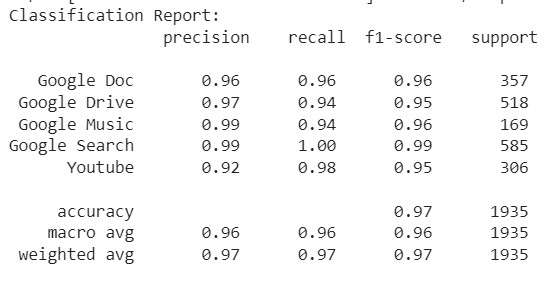 Classification Report:
precision recall f1-score support
Google Doc 0.96 0.96 0.96 357
Google Drive 0.97 0.94 0.95 518
Google Music 0.99 0.94 0.96 169
Google Search 0.99 1.00 0.99 585
Youtube 0.92 0.98 0.95 306
accuracy 0.97 1935
macro avg 0.96 0.96 0.96 1935
weighted avg 0.97 0.97 0.97 1935